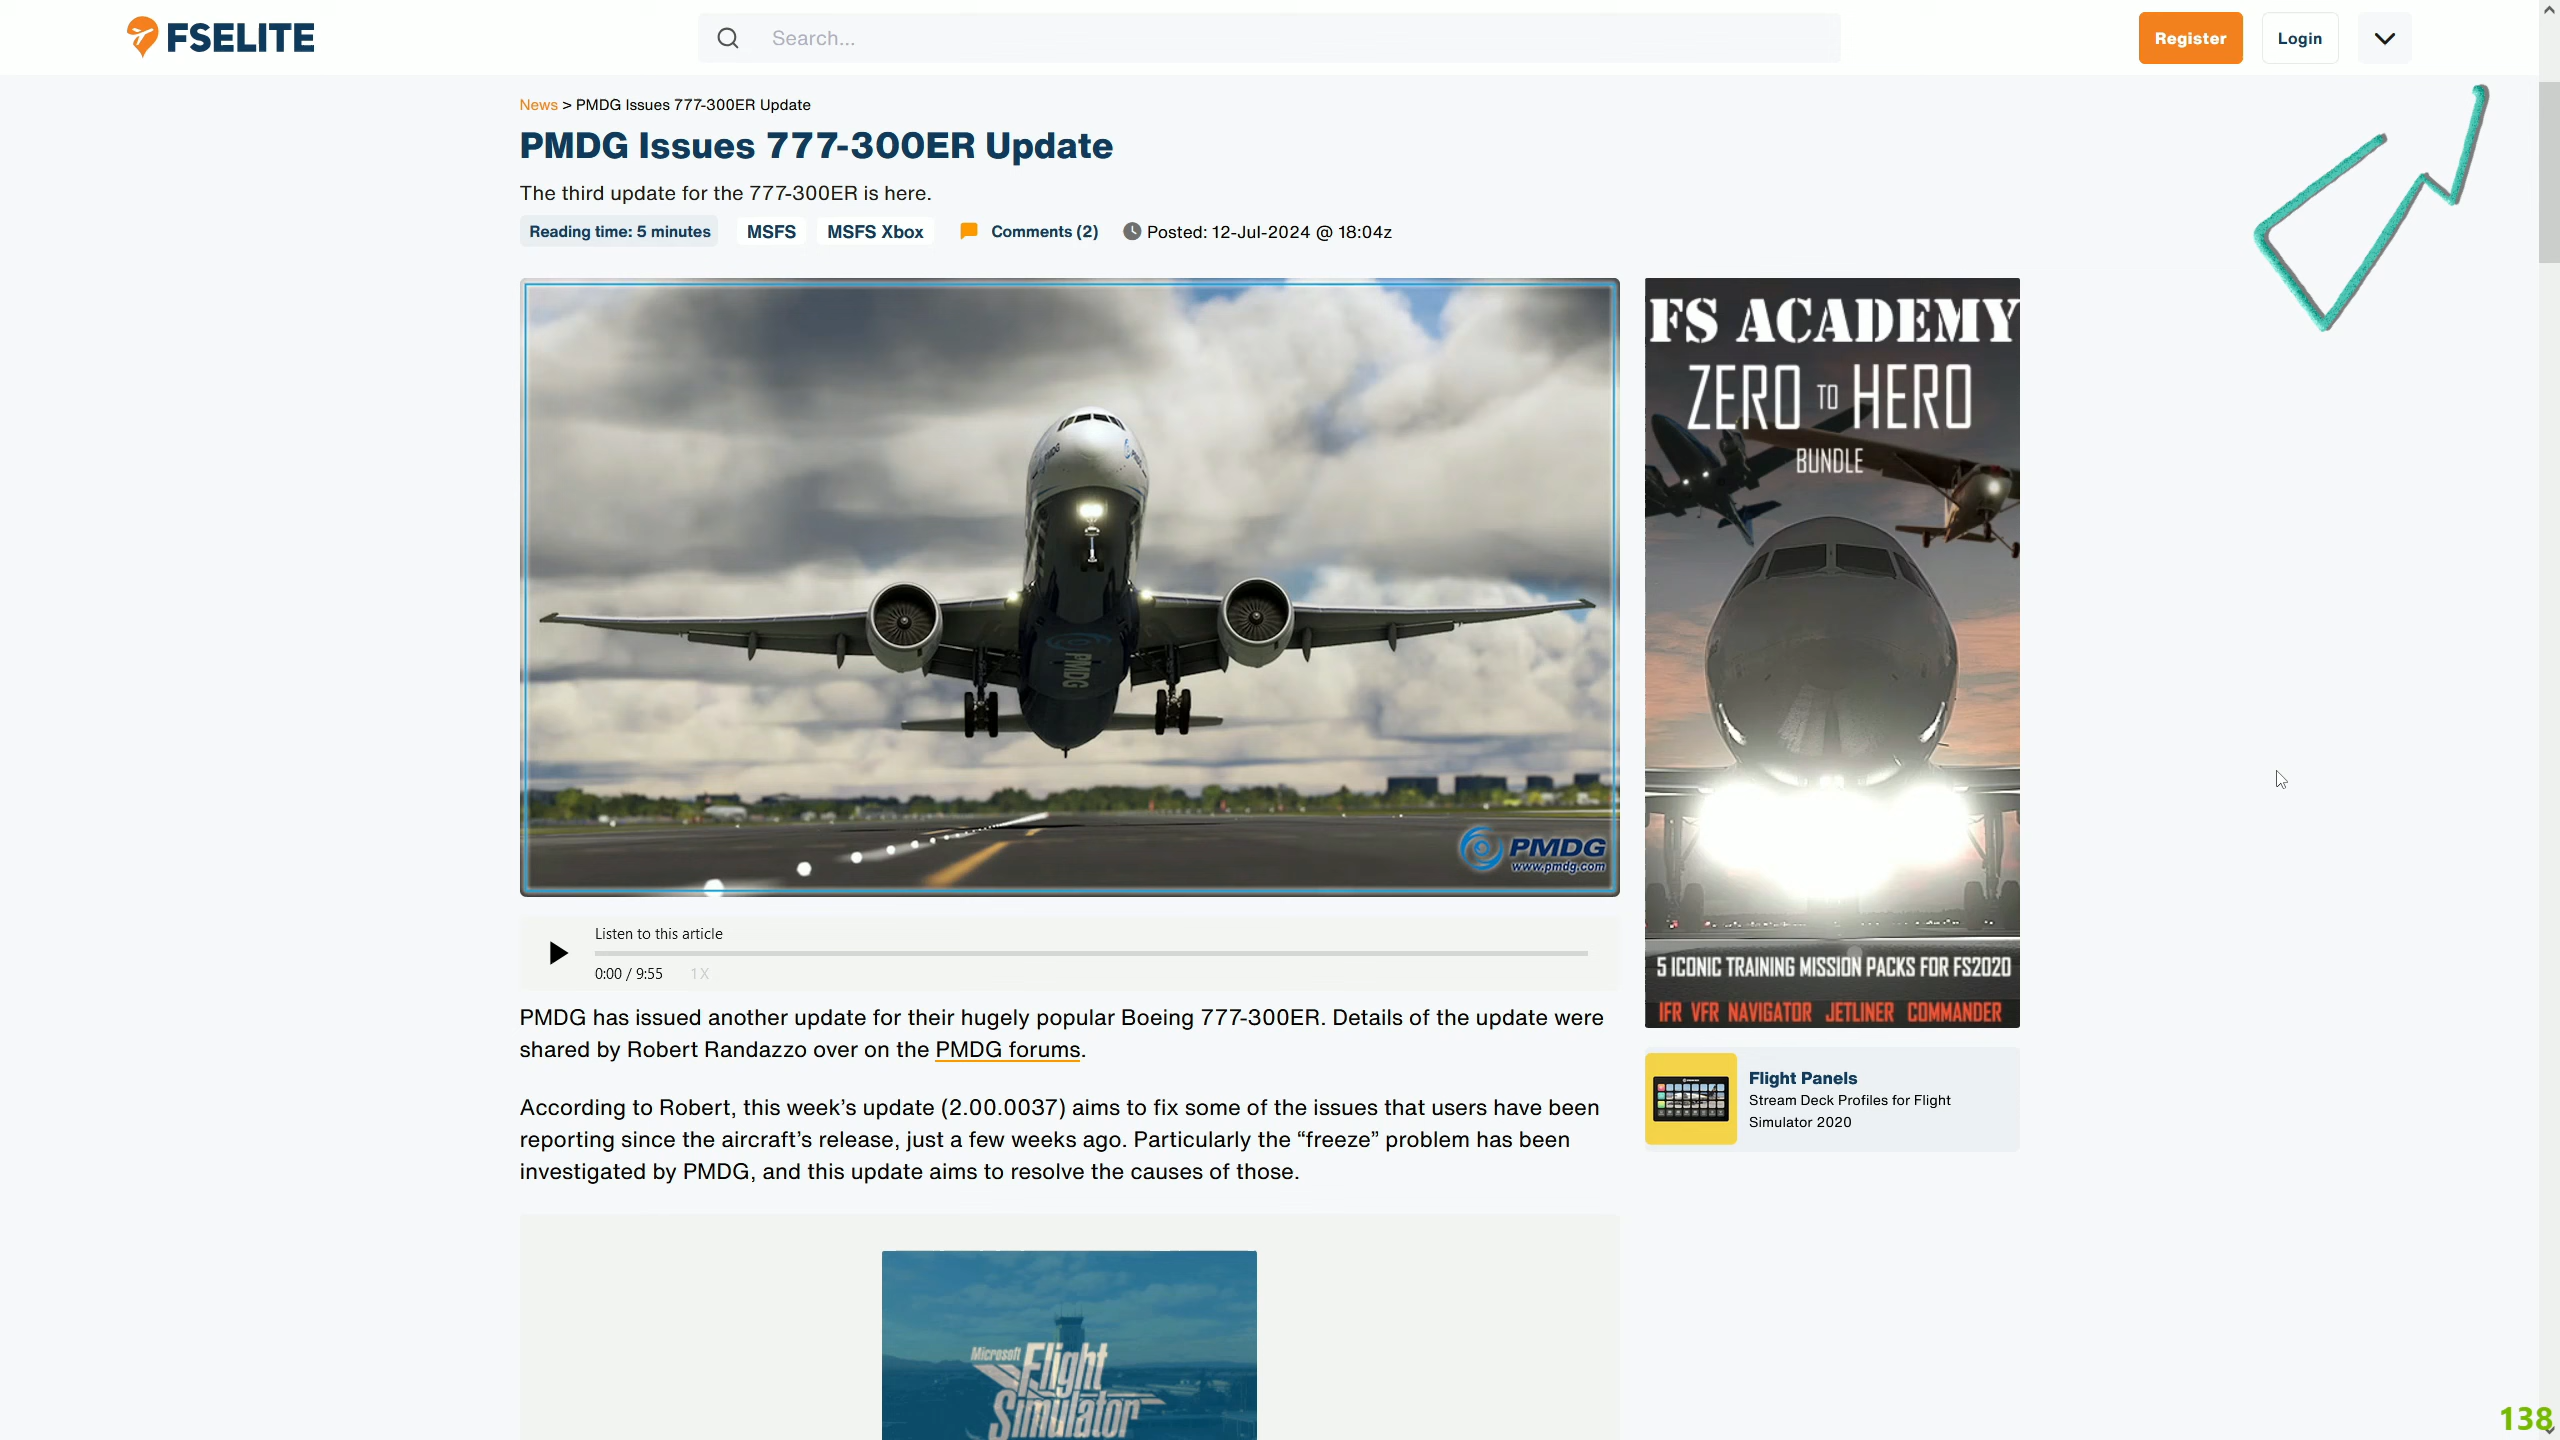 FSELITE
Search...
Register
Login
News > PMDG Issues 777-300ER Update
PMDG Issues 777-300ER Update
The third update for the 777-300ER is here.
Reading time: 5 minutes
MSFS
MSFS Xbox
Comments (2)
Posted: 12-Jul-2024 @ 18:04z
PMDG
PMDG
PMDG
PMDG
www.pmdg.com
FS ACADEMY
ZERO TO HERO
BUNDLE
5 ICONIC TRAINING MISSION PACKS FOR FS2020
IFR VFR NAVIGATOR JETLINER COMMANDER
Listen to this article
0:00 / 9:55
1X
PMDG has issued another update for their hugely popular Boeing 777-300ER. Details of the update were
shared by Robert Randazzo over on the PMDG forums.
According to Robert, this week’s update (2.00.0037) aims to fix some of the issues that users have been
reporting since the aircraft’s release, just a few weeks ago. Particularly the “freeze” problem has been
investigated by PMDG, and this update aims to resolve the causes of those.
Flight Panels
Stream Deck Profiles for Flight
Simulator 2020
Microsoft
Flight
Simulator
138